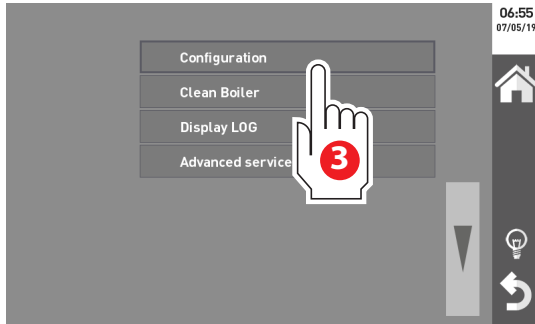 06:55
07/05/19
Configuration
Clean Boiler
Display LOG
Advanced service
3